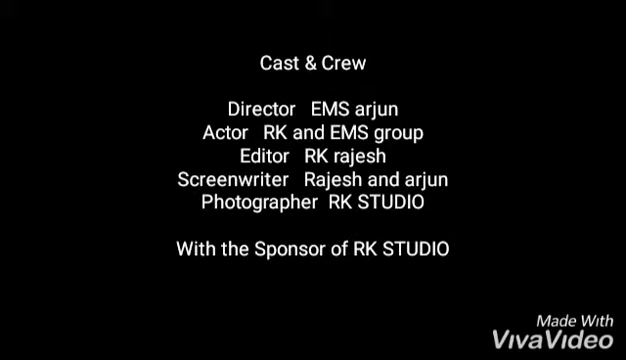 Cast & Crew
Director EMS arjun
Actor RK and EMS group
Editor RK rajesh
Screenwriter Rajesh and arjun
Photographer RK STUDIO
With the Sponsor of RK STUDIO
Made With
VivaVideo